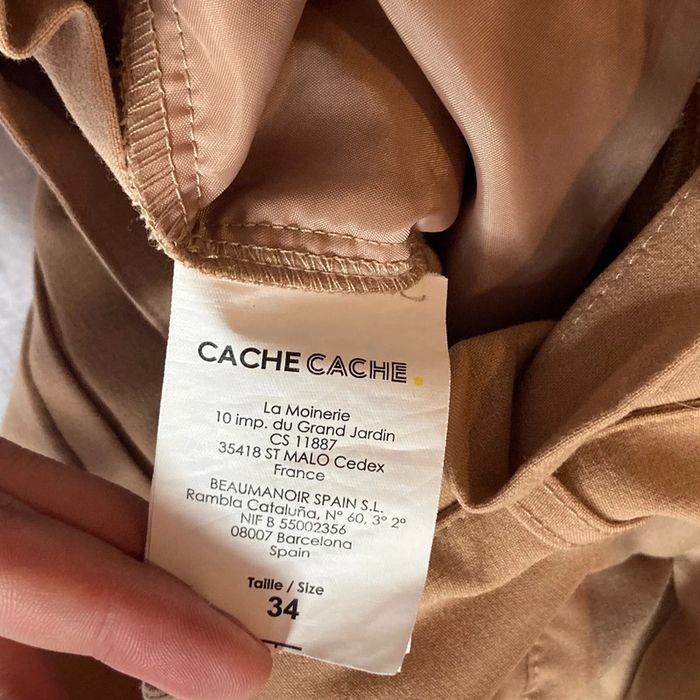 CACHE CACHE.
La Moinerie
10 imp. du Grand Jardin
CS 11887
35418 ST MALO Cedex
France
BEAUMANOIR SPAIN S.L.
Rambla Cataluña, N° 60, 3° 2°
NIF B 55002356
08007 Barcelona
Spain
Taille / Size
34